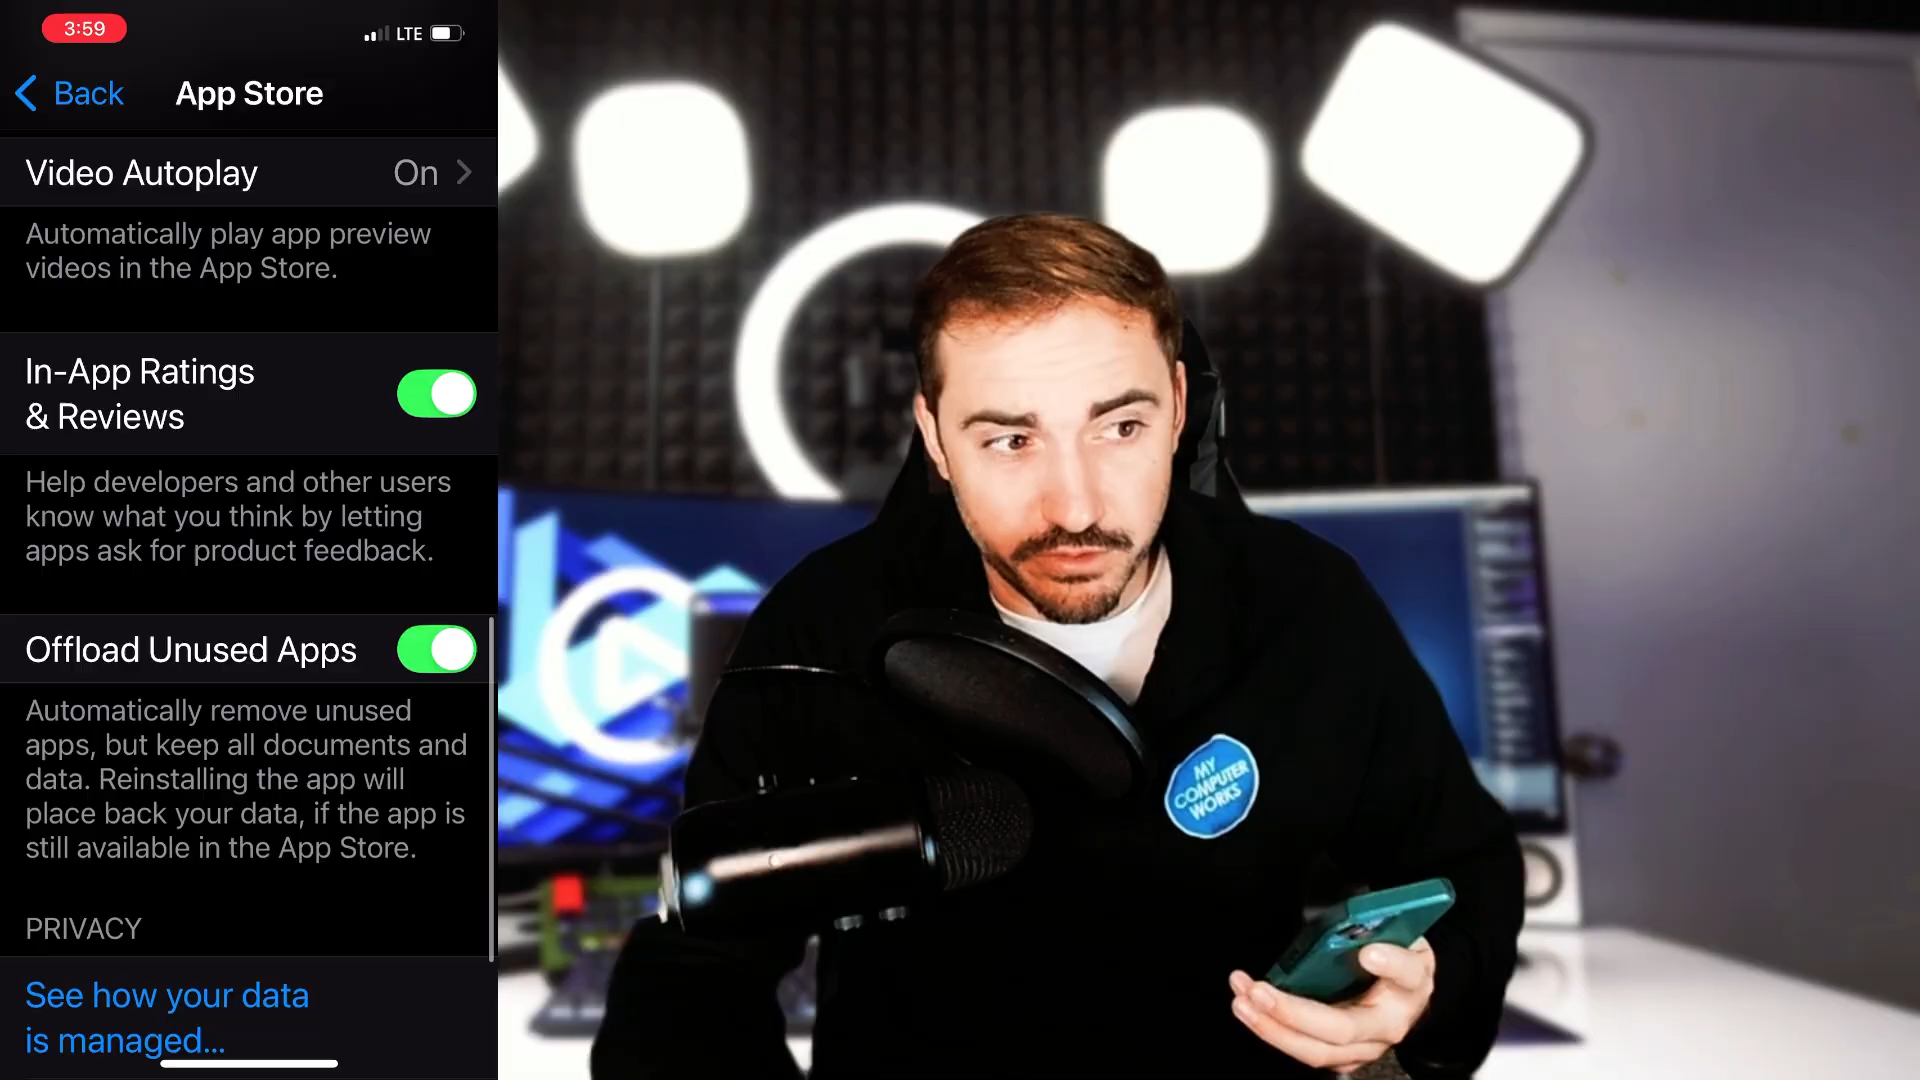 3:59
LTE
Back
App Store
Video Autoplay
On
Automatically play app preview
videos in the App Store.
In-App Ratings
& Reviews
Help developers and other users
know what you think by letting
apps ask for product feedback.
Offload Unused Apps
Automatically remove unused
apps, but keep all documents and
data. Reinstalling the app will
place back your data, if the app is
still available in the App Store.
PRIVACY
See how your data
is managed...
MY
COMPUTER
WORKS